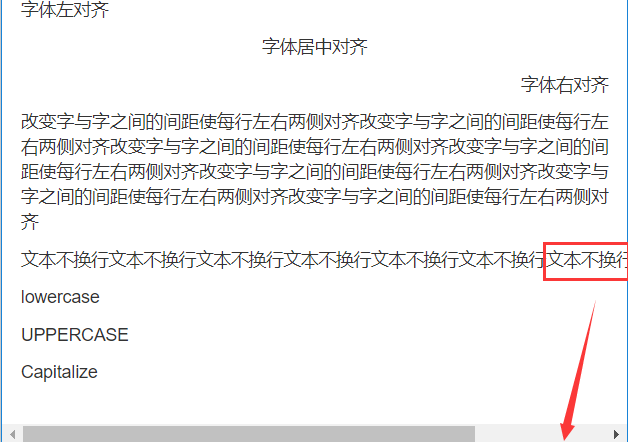 字体左对齐
字体居中对齐
字体右对齐
改变字与字之间的间距使每行左右两侧对齐改变字与字之间的间距使每行左
右两侧对齐改变字与字之间的间距使每行左右两侧对齐改变字与字之间的间
距使每行左右两侧对齐改变字与字之间的间距使每行左右两侧对齐改变字与
字之间的间距使每行左右两侧对齐改变字与字之间的间距使每行左右两侧对
齐
文本不换行文本不换行文本不换行文本不换行文本不换行文本不换行文本不换行
lowercase
UPPERCASE
Capitalize